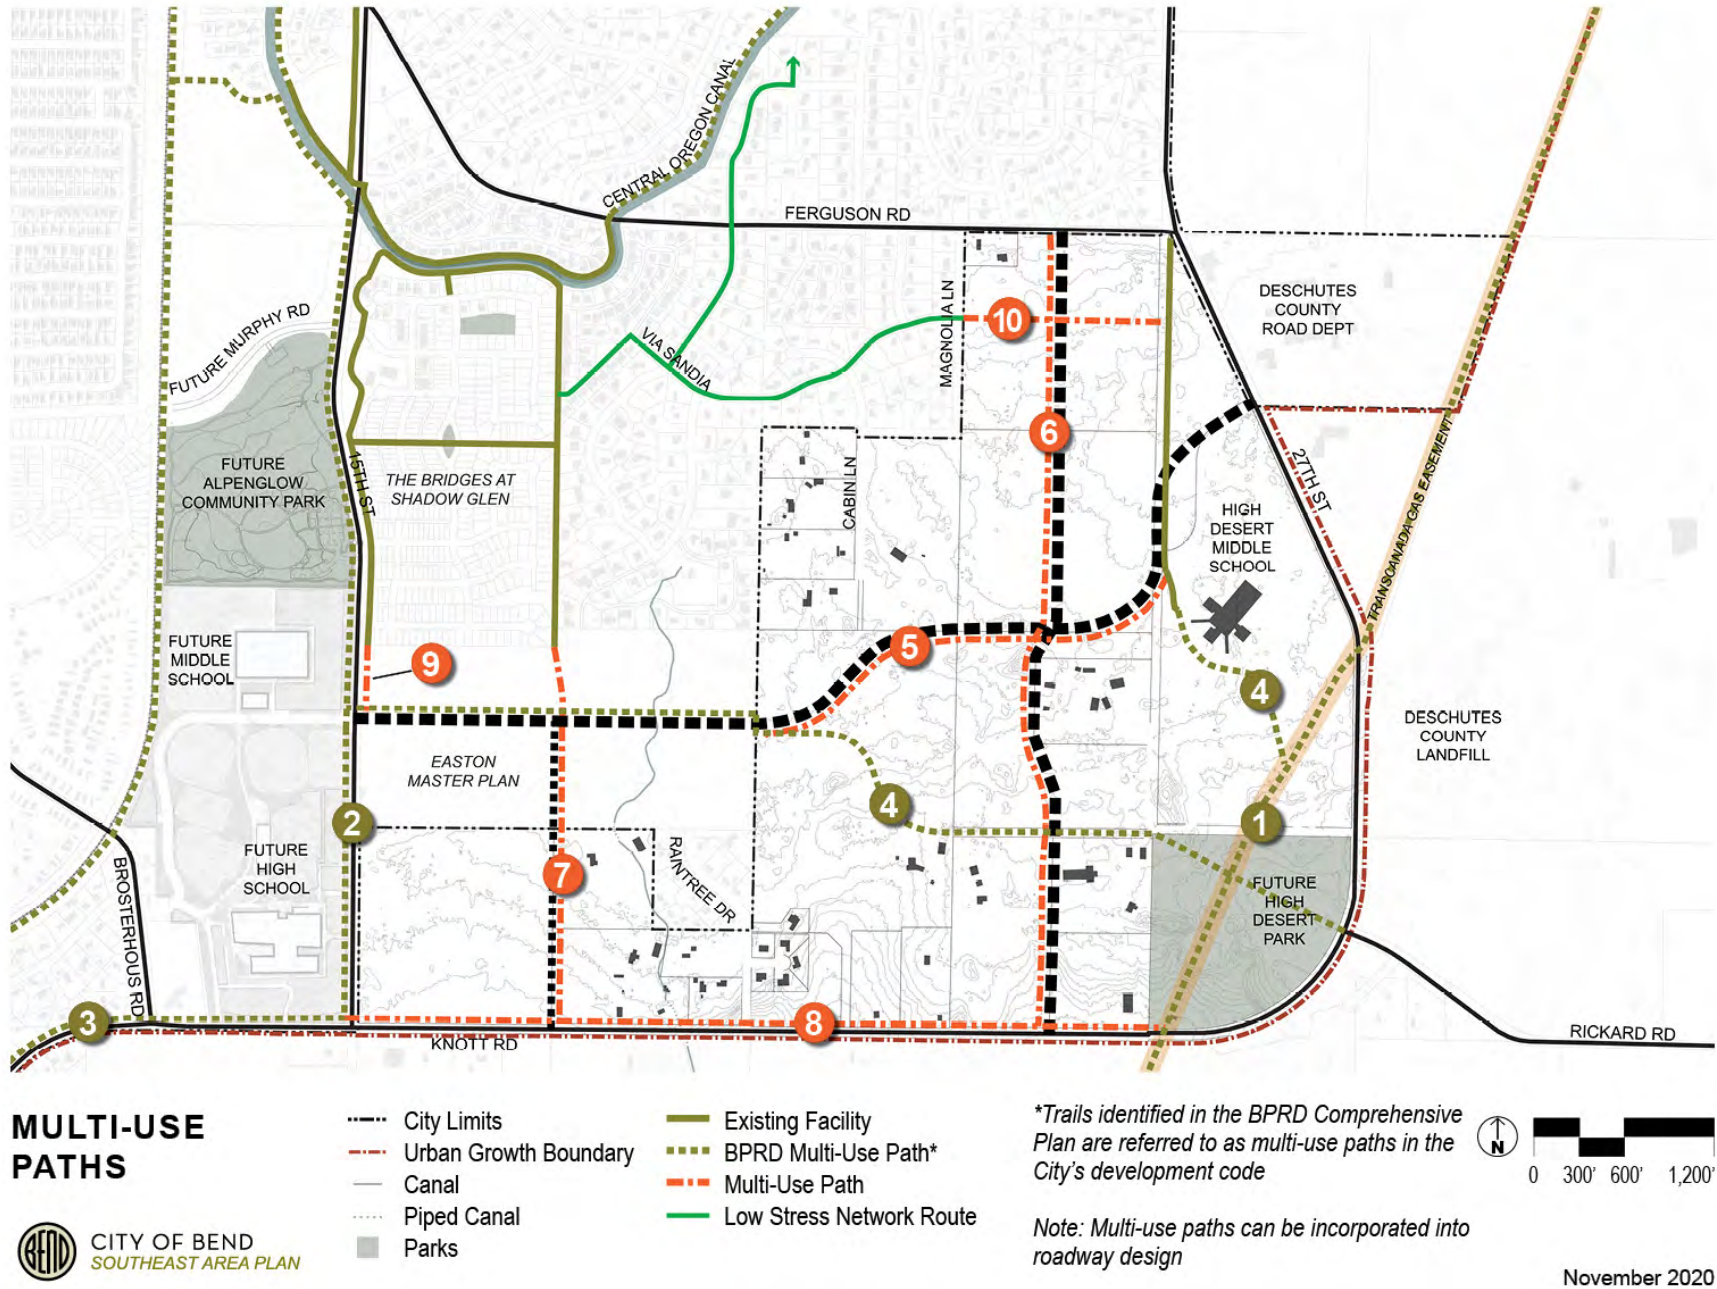 CENTRAL OREGON CANAL
FERGUSON RD
FUTURE MURPHY RD
MAGNOLIA LN
DESCHUTES
COUNTY
ROAD DEPT
10
VIA SANDIA
6
TRANSCANADA GAS EASEMENT
27TH ST
15TH ST
FUTURE
ALPENGLOW
COMMUNITY PARK
THE BRIDGES AT
SHADOW GLEN
CABIN LN
HIGH
DESERT
MIDDLE
SCHOOL
FUTURE
MIDDLE
SCHOOL
9
5
4
DESCHUTES
COUNTY
LANDFILL
EASTON
MASTER PLAN
4
2
1
7
RAINTREE DR
FUTURE
HIGH
SCHOOL
FUTURE
HIGH
DESERT
PARK
BROSTERHOUS RD
3
8
KNOTT RD
RICKARD RD
MULTI-USE
PATHS
BEND
CITY OF BEND
SOUTHEAST AREA PLAN
City Limits
Urban Growth Boundary
Canal
Piped Canal
Parks
Existing Facility
BPRD Multi-Use Path*
Multi-Use Path
Low Stress Network Route
*Trails identified in the BPRD Comprehensive
Plan are referred to as multi-use paths in the
City's development code
Note: Multi-use paths can be incorporated into
roadway design
N
0 300' 600' 1,200'
November 2020